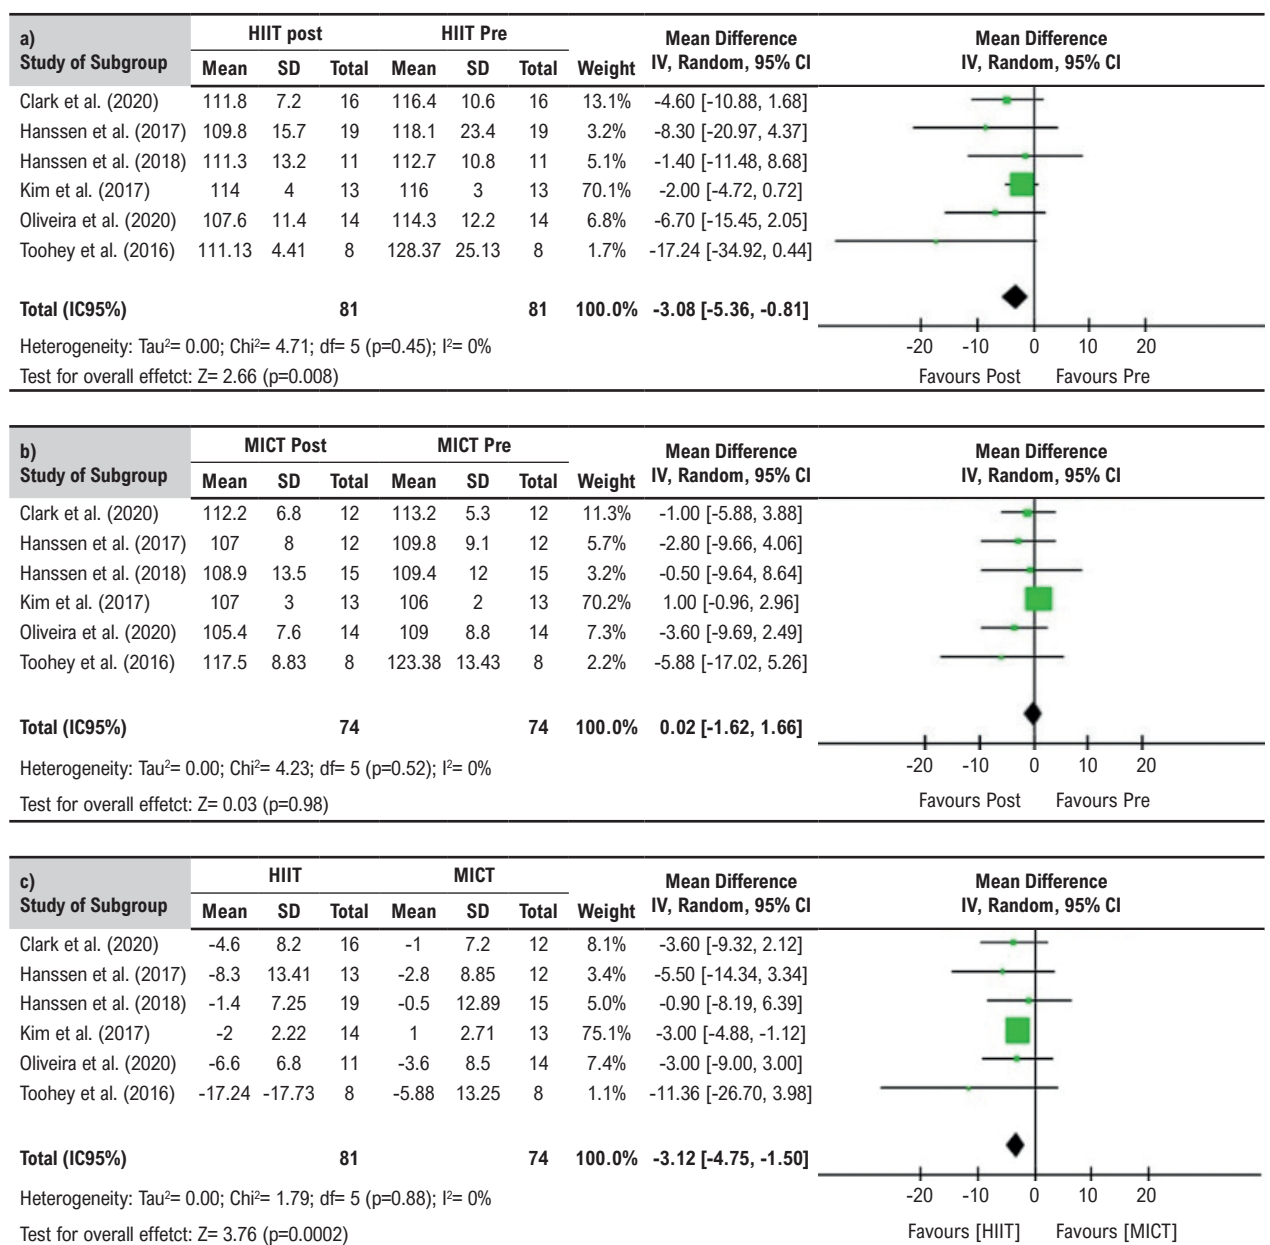 a)
Study of Subgroup HIIT post HIIT Pre Mean Difference Mean Difference
Mean SD Total Mean SD Total Weight IV, Random, 95% CI IV, Random, 95% CI
Clark et al. (2020) 111.8 7.2 16 116.4 10.6 16 13.1% -4.60 [-10.88, 1.68]
Hanssen et al. (2017) 109.8 15.7 19 118.1 23.4 19 3.2% -8.30 [-20.97, 4.37]
Hanssen et al. (2018) 111.3 13.2 11 112.7 10.8 11 5.1% -1.40 [-11.48, 8.68]
Kim et al. (2017) 114 4 13 116 3 13 70.1% -2.00 [-4.72, 0.72]
Oliveira et al. (2020) 107.6 11.4 14 114.3 12.2 14 6.8% -6.70 [-15.45, 2.05]
Toohey et al. (2016) 111.13 4.41 8 128.37 25.13 8 1.7% -17.24 [-34.92, 0.44]
Total (IC95%) 81 81 100.0% -3.08 [-5.36, -0.81]
Heterogeneity: Tau²= 0.00; Chi²= 4.71; df= 5 (p=0.45); I²= 0% -20 -10 0 10 20
Test for overall effetct: Z= 2.66 (p=0.008) Favours Post Favours Pre
b)
Study of Subgroup MICT Post MICT Pre Mean Difference Mean Difference
Mean SD Total Mean SD Total Weight IV, Random, 95% CI IV, Random, 95% CI
Clark et al. (2020) 112.2 6.8 12 113.2 5.3 12 11.3% -1.00 [-5.88, 3.88]
Hanssen et al. (2017) 107 8 12 109.8 9.1 12 5.7% -2.80 [-9.66, 4.06]
Hanssen et al. (2018) 108.9 13.5 15 109.4 12 15 3.2% -0.50 [-9.64, 8.64]
Kim et al. (2017) 107 3 13 106 2 13 70.2% 1.00 [-0.96, 2.96]
Oliveira et al. (2020) 105.4 7.6 14 109 8.8 14 7.3% -3.60 [-9.69, 2.49]
Toohey et al. (2016) 117.5 8.83 8 123.38 13.43 8 2.2% -5.88 [-17.02, 5.26]
Total (IC95%) 74 74 100.0% 0.02 [-1.62, 1.66]
Heterogeneity: Tau²= 0.00; Chi²= 4.23; df= 5 (p=0.52); I²= 0% -20 -10 0 10 20
Test for overall effetct: Z= 0.03 (p=0.98) Favours Post Favours Pre
c)
Study of Subgroup HIIT MICT Mean Difference Mean Difference
Mean SD Total Mean SD Total Weight IV, Random, 95% CI IV, Random, 95% CI
Clark et al. (2020) -4.6 8.2 16 -1 7.2 12 8.1% -3.60 [-9.32, 2.12]
Hanssen et al. (2017) -8.3 13.41 13 -2.8 8.85 12 3.4% -5.50 [-14.34, 3.34]
Hanssen et al. (2018) -1.4 7.25 19 -0.5 12.89 15 5.0% -0.90 [-8.19, 6.39]
Kim et al. (2017) -2 2.22 14 1 2.71 13 75.1% -3.00 [-4.88, -1.12]
Oliveira et al. (2020) -6.6 6.8 11 -3.6 8.5 14 7.4% -3.00 [-9.00, 3.00]
Toohey et al. (2016) -17.24 -17.73 8 -5.88 13.25 8 1.1% -11.36 [-26.70, 3.98]
Total (IC95%) 81 74 100.0% -3.12 [-4.75, -1.50]
Heterogeneity: Tau²= 0.00; Chi²= 1.79; df= 5 (p=0.88); I²= 0% -20 -10 0 10 20
Test for overall effetct: Z= 3.76 (p=0.0002) Favours [HIIT] Favours [MICT]